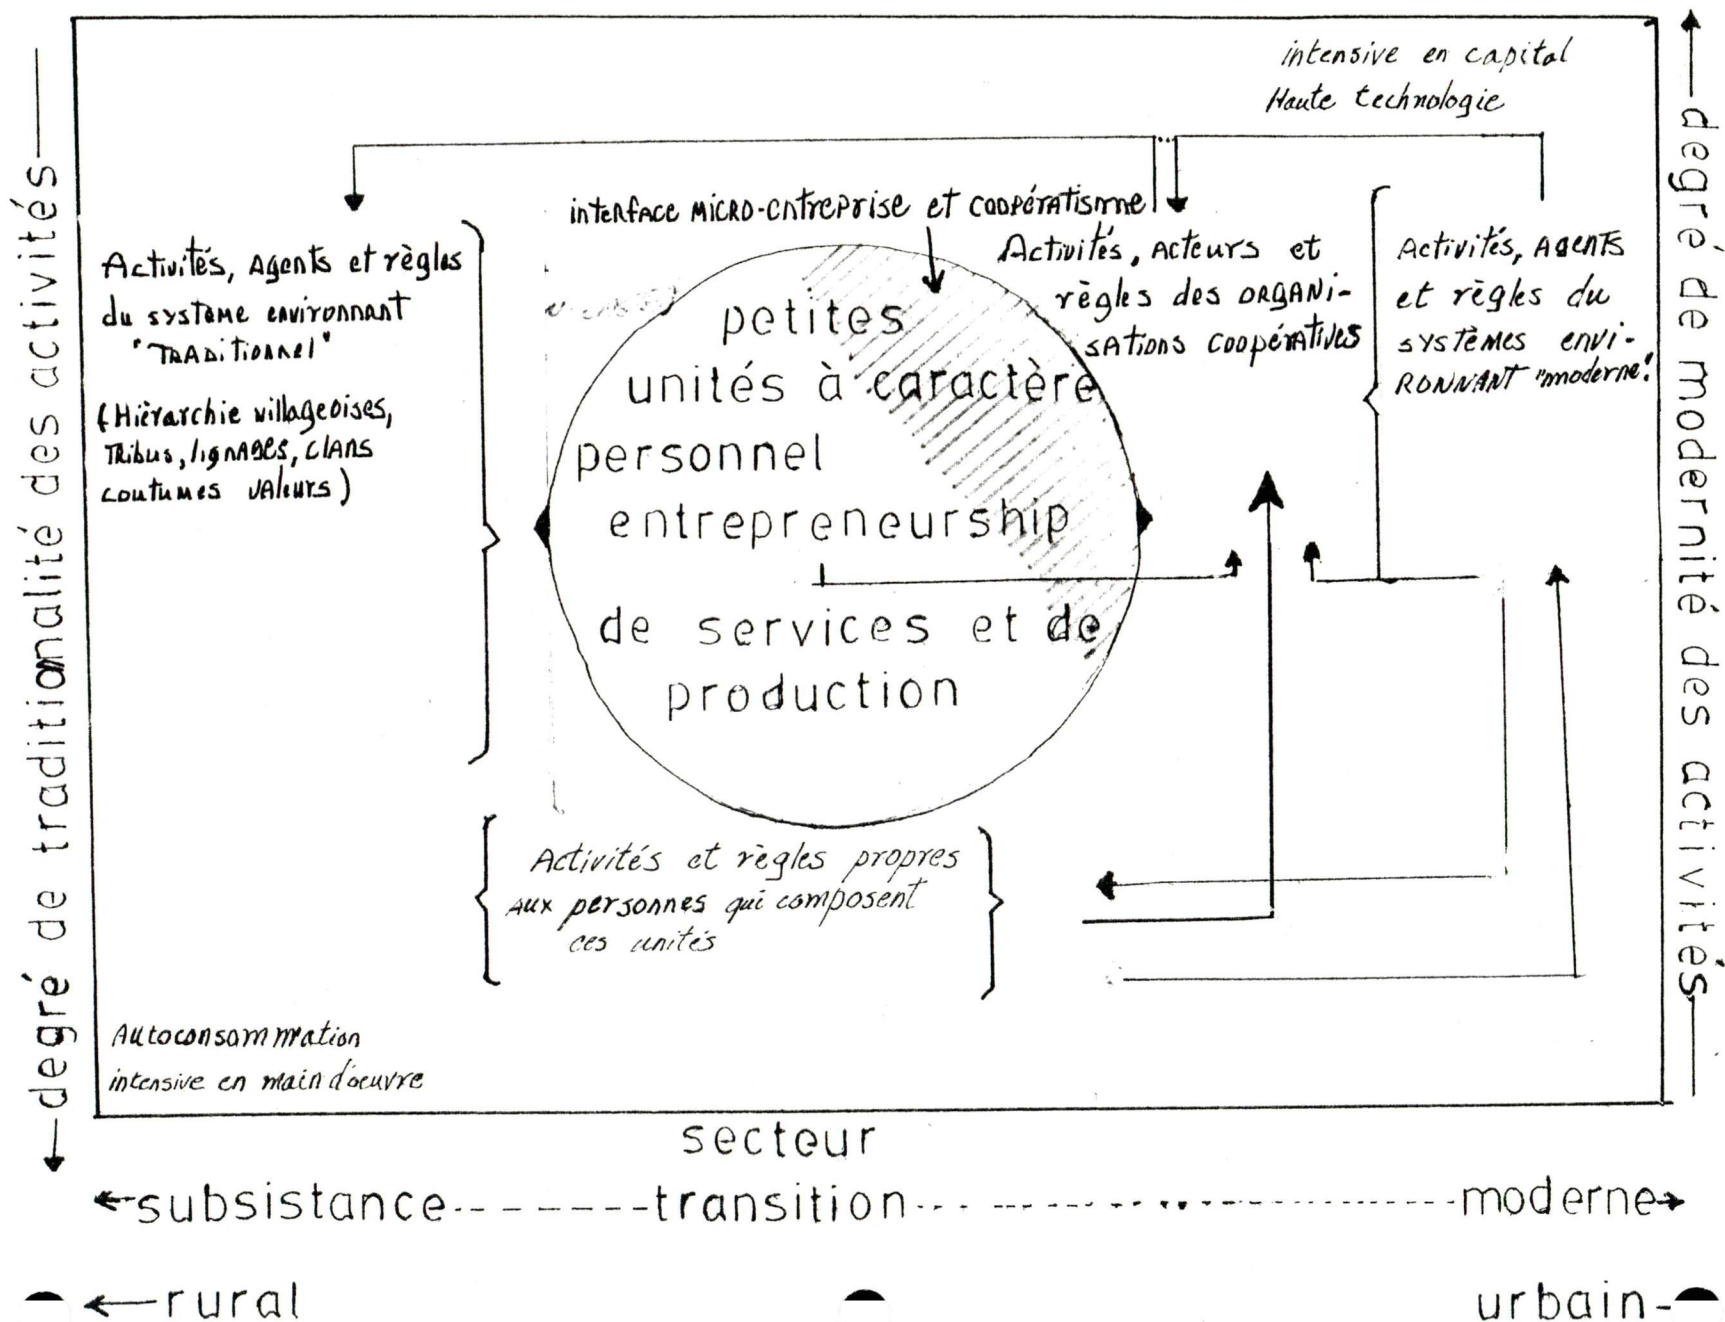 intensive en capital
Haute technologie
degré de traditionnalité des activités
degré de modernité des activités
interface MICRO-entreprise et COOPÉRATISME
Activités, Agents et règles
du système environnant
"TRADITIONNEL"
(Hiérarchie villageoises,
Tribus, lignages, clans
coutumes valeurs)
petites
unités à caractère
personnel
entrepreneurship
de services et de
production
Activités, Acteurs et
règles des ORGANI-
SATIONS COOPÉRATIVES
Activités, AGENTS
et règles du
systèmes envi-
RONNANT "moderne"
Activités et règles propres
aux personnes qui composent
ces unités
Autoconsommation
intensive en main d'oeuvre
secteur
subsistance transition moderne
rural urbain